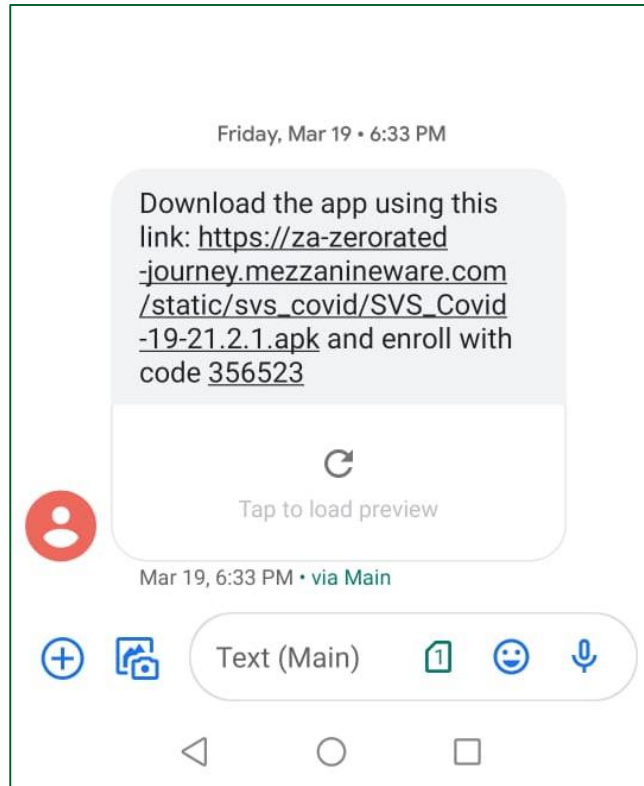 Friday, Mar 19 • 6:33 PM
Download the app using this
link: https://za-zerorated
-journey.mezzanineware.com
/static/svs_covid/SVS_Covid
-19-21.2.1.apk and enroll with
code 356523
Tap to load preview
Mar 19, 6:33 PM • via Main
Text (Main)
1